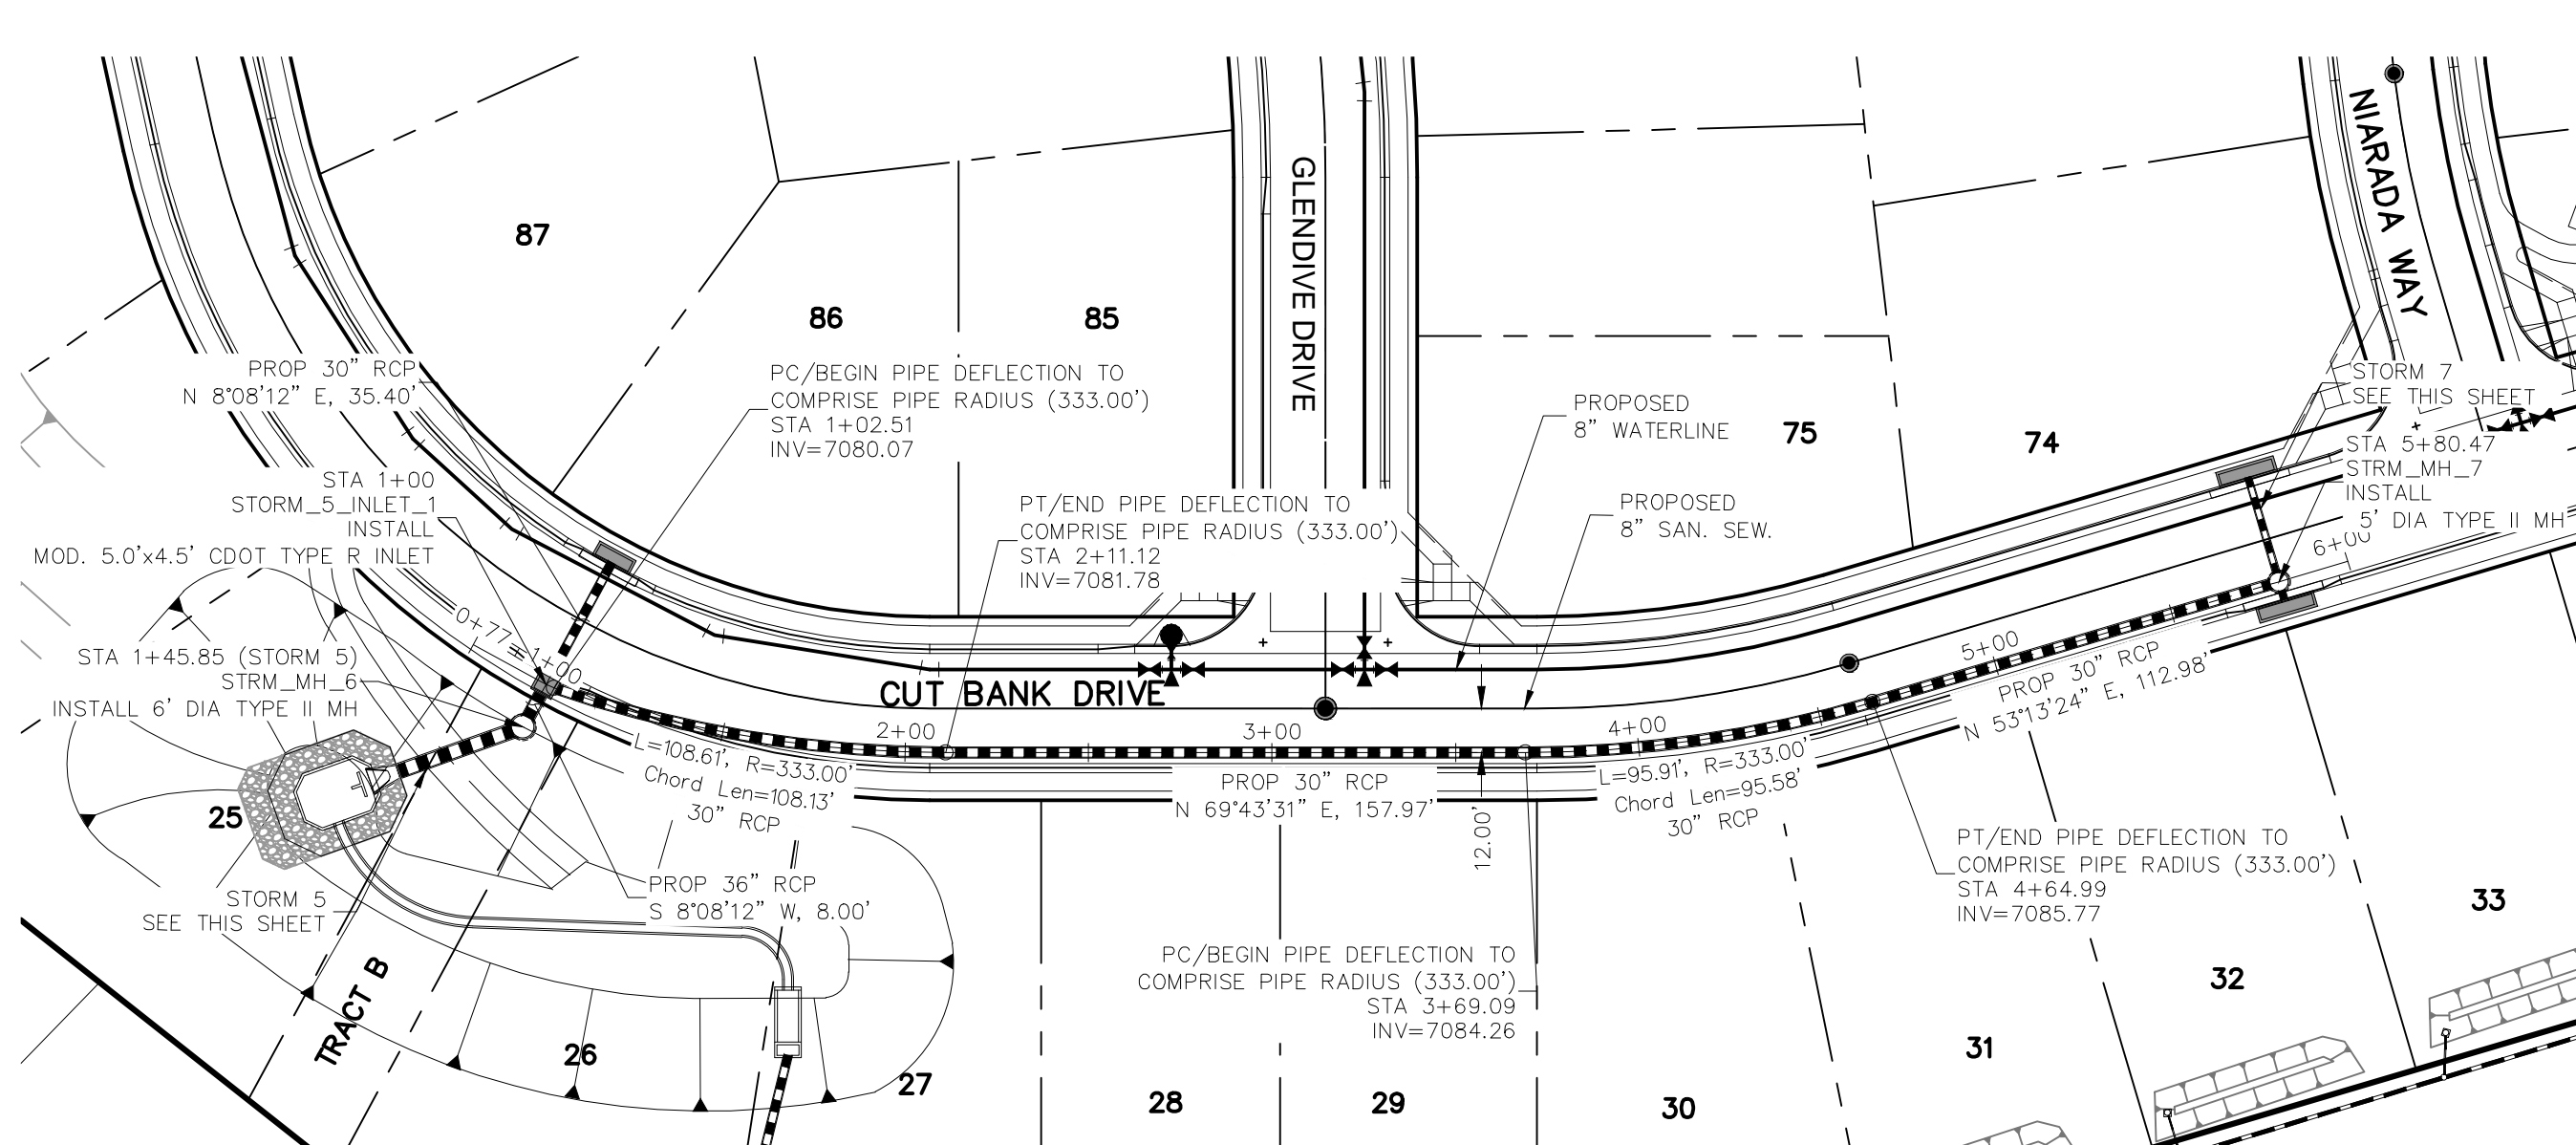 87
86
85
GLENDIVE DRIVE
NIARADA WAY
PROP 30" RCP
N 8°08'12" E, 35.40'
PC/BEGIN PIPE DEFLECTION TO
COMPRISE PIPE RADIUS (333.00')
STA 1+02.51
INV=7080.07
PROPOSED
8" WATERLINE
75
74
STORM 7
SEE THIS SHEET
STA 5+80.47
STRM_MH_7
INSTALL
5' DIA TYPE II MH
6+00
STA 1+00
STORM_5_INLET_1
INSTALL
MOD. 5.0'x4.5' CDOT TYPE R INLET
PT/END PIPE DEFLECTION TO
COMPRISE PIPE RADIUS (333.00')
STA 2+11.12
INV=7081.78
PROPOSED
8" SAN. SEW.
0+77
1+00
STA 1+45.85 (STORM 5)
STRM_MH_6
INSTALL 6' DIA TYPE II MH
CUT BANK DRIVE
2+00
3+00
4+00
5+00
L=108.61', R=333.00'
Chord Len=108.13'
30" RCP
PROP 30" RCP
N 69°43'31" E, 157.97'
12.00'
L=95.91', R=333.00'
Chord Len=95.58'
30" RCP
PROP 30" RCP
N 53°13'24" E, 112.98'
25
STORM 5
SEE THIS SHEET
PROP 36" RCP
S 8°08'12" W, 8.00'
PT/END PIPE DEFLECTION TO
COMPRISE PIPE RADIUS (333.00')
STA 4+64.99
INV=7085.77
PC/BEGIN PIPE DEFLECTION TO
COMPRISE PIPE RADIUS (333.00')
STA 3+69.09
INV=7084.26
TRACT B
26
27
28
29
30
31
32
33